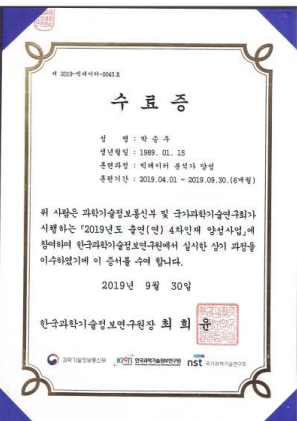 제 2019-빅데이터-0043호
수 료 증
성 명 : 박 승 두
생년월일 : 1989. 01. 15
훈련과정 : 빅데이터 분석가 양성
훈련기간 : 2019.04.01 ~ 2019.09.30.(6개월)
위 사람은 과학기술정보통신부 및 국가과학기술연구회가
시행하는 『2019년도 출연(연) 4차인재 양성사업』에
참여하여 한국과학기술정보연구원에서 실시한 상기 과정을
이수하였기에 이 증서를 수여 합니다.
2019년 9월 30일
한국과학기술정보연구원장 최 희 윤
과학기술정보통신부 KISTI 한국과학기술정보연구원 nst 국가과학기술연구회